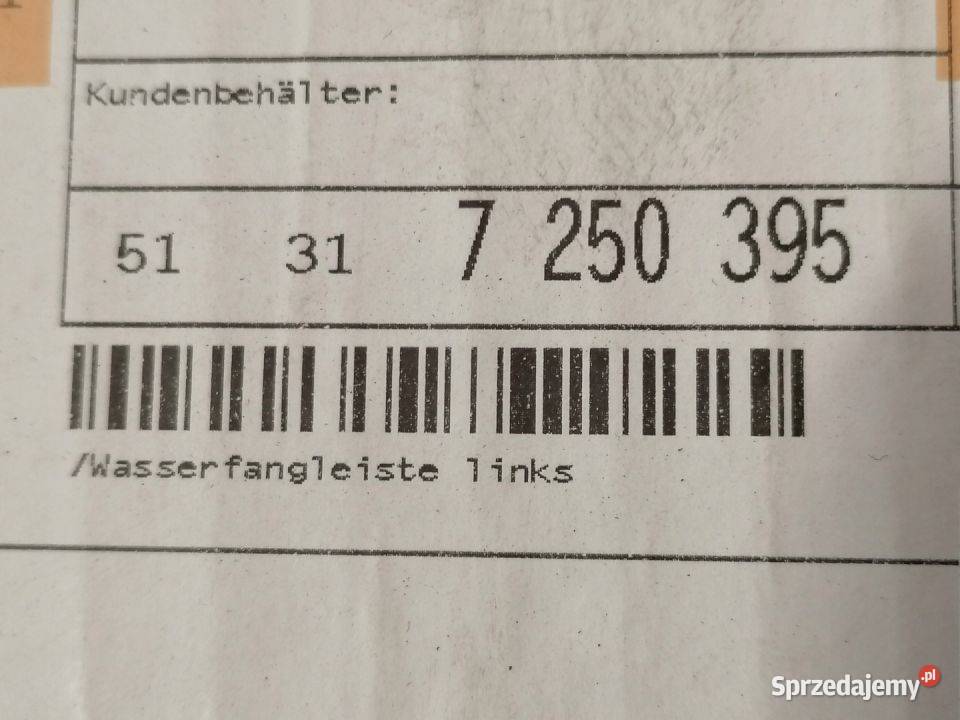 Kundenbehälter:
51 31 7 250 395
/Wasserfangleiste links
Sprzedajemy.pl